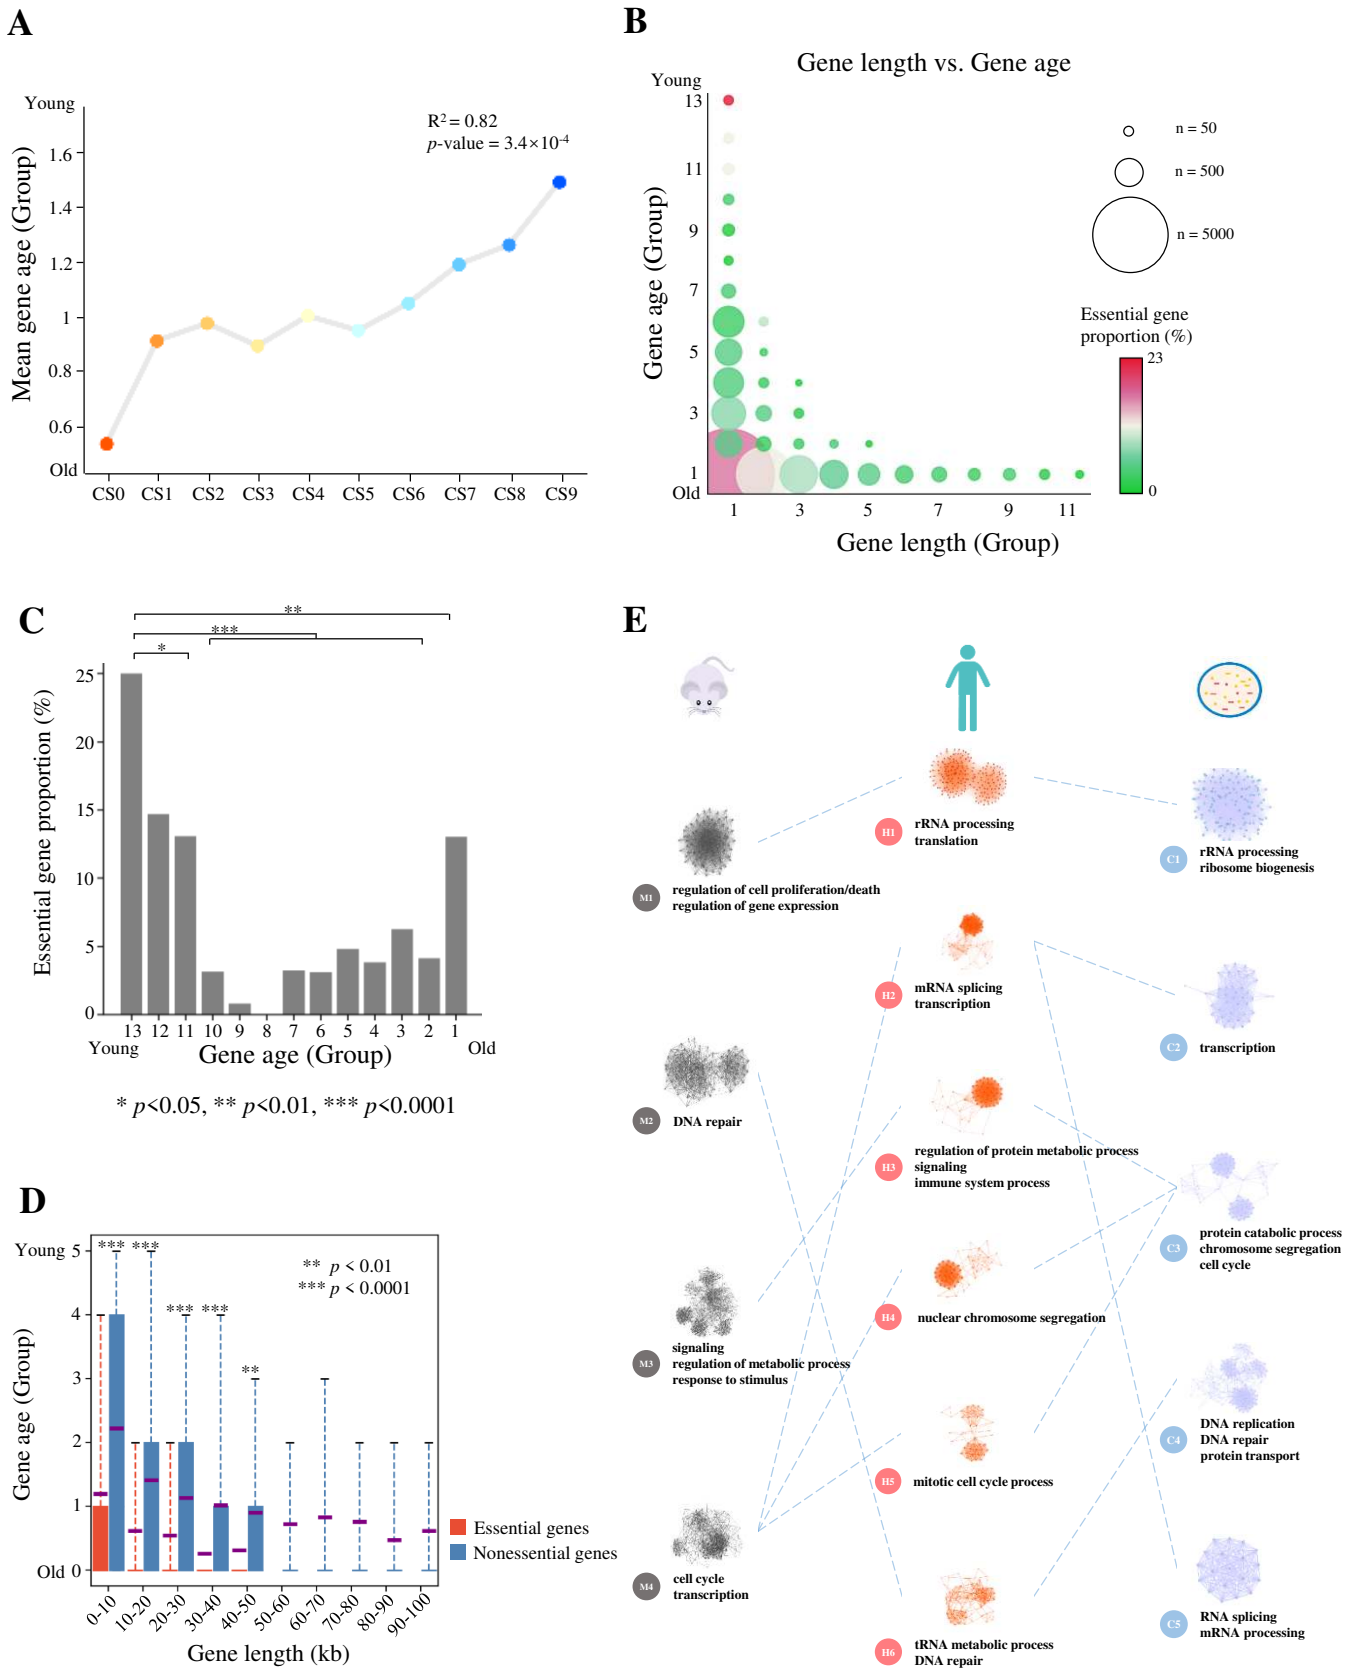 A
Young
Mean gene age (Group)
1.6
1.4
1.2
1
0.8
0.6
Old
R² = 0.82
p-value = 3.4×10⁻⁴
CS0 CS1 CS2 CS3 CS4 CS5 CS6 CS7 CS8 CS9
B
Gene length vs. Gene age
Young
Gene age (Group)
13
11
9
7
5
3
1
Old
1 3 5 7 9 11
Gene length (Group)
n = 50
n = 500
n = 5000
Essential gene
proportion (%)
23
0
C
**
***
*
Essential gene proportion (%)
25
20
15
10
5
0
13 12 11 10 9 8 7 6 5 4 3 2 1
Young Gene age (Group) Old
* p<0.05, ** p<0.01, *** p<0.0001
D
Gene age (Group)
Young 5
4
3
2
1
Old 0
*** ***
*** ***
**
** p < 0.01
*** p < 0.0001
0-10 10-20 20-30 30-40 40-50 50-60 60-70 70-80 80-90 90-100
Gene length (kb)
Essential genes
Nonessential genes
E
M1
regulation of cell proliferation/death
regulation of gene expression
M2
DNA repair
M3
signaling
regulation of metabolic process
response to stimulus
M4
cell cycle
transcription
H1
rRNA processing
translation
H2
mRNA splicing
transcription
H3
regulation of protein metabolic process
signaling
immune system process
H4
nuclear chromosome segregation
H5
mitotic cell cycle process
H6
tRNA metabolic process
DNA repair
C1
rRNA processing
ribosome biogenesis
C2
transcription
C3
protein catabolic process
chromosome segregation
cell cycle
C4
DNA replication
DNA repair
protein transport
C5
RNA splicing
mRNA processing